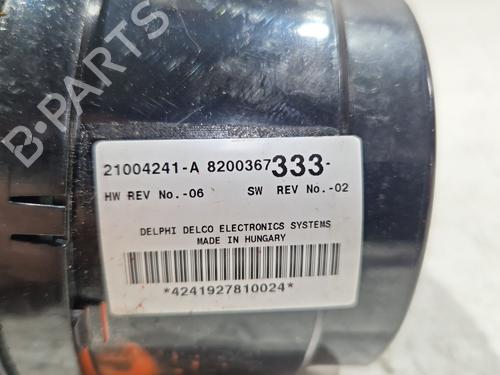 B-PARTS
21004241-A 8200367333-
HW REV No.-06 SW REV No.-02
DELPHI DELCO ELECTRONICS SYSTEMS
MADE IN HUNGARY
*4241927810024*